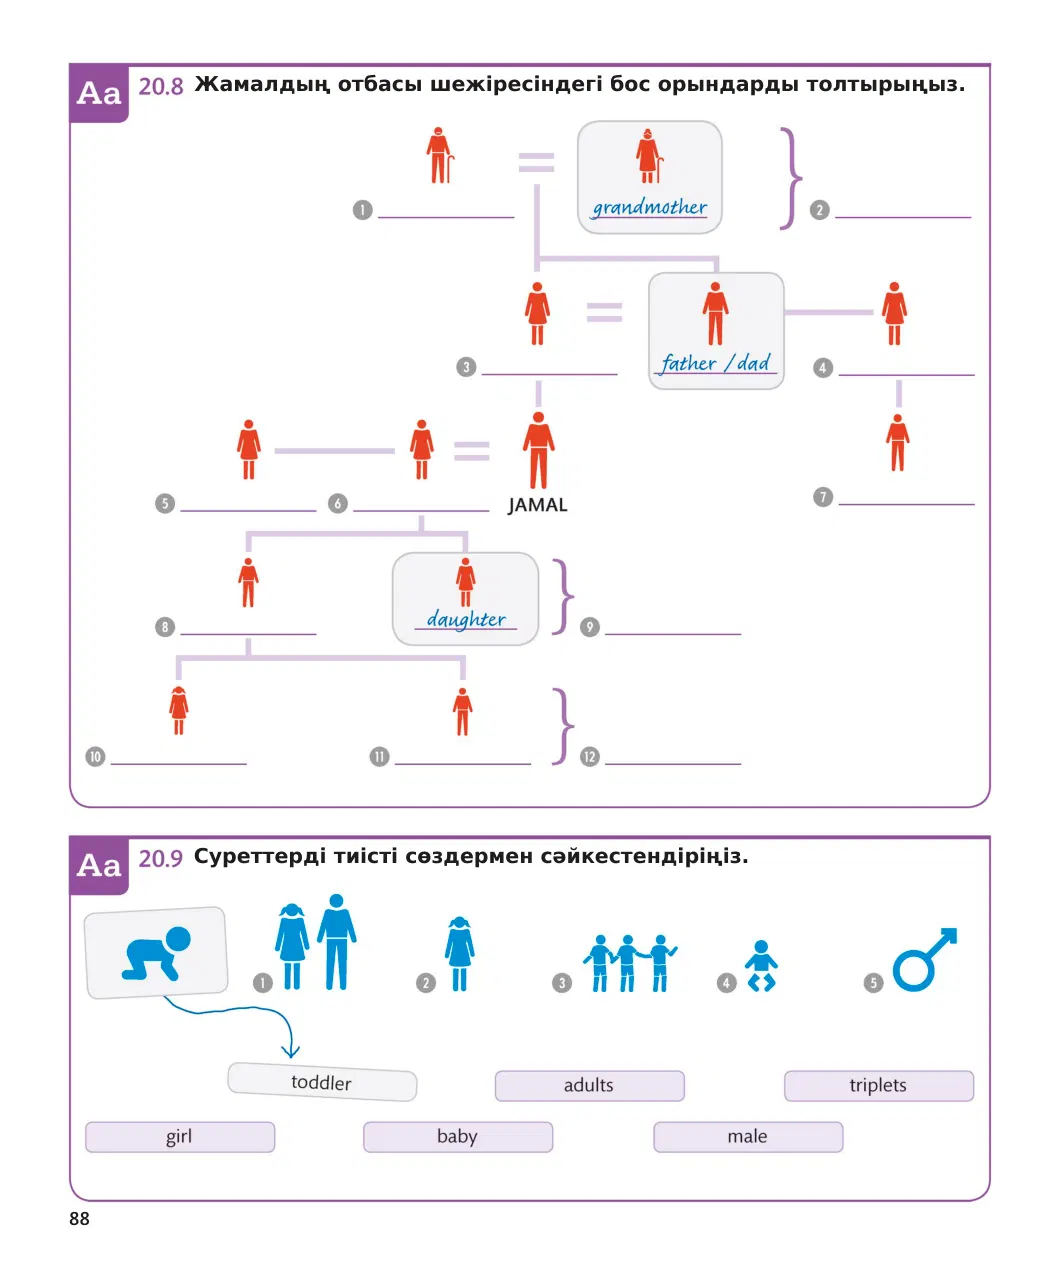 Aa 20.8 Жамалдың отбасы шежіресіндегі бос орындарды толтырыңыз.
1 grandmother 2
3 father / dad 4
5 6 JAMAL 7
8 daughter 9
10 11 12
Aa 20.9 Суреттерді тиісті сөздермен сәйкестендіріңіз.
1 2 3 4 5
toddler adults triplets
girl baby male
88